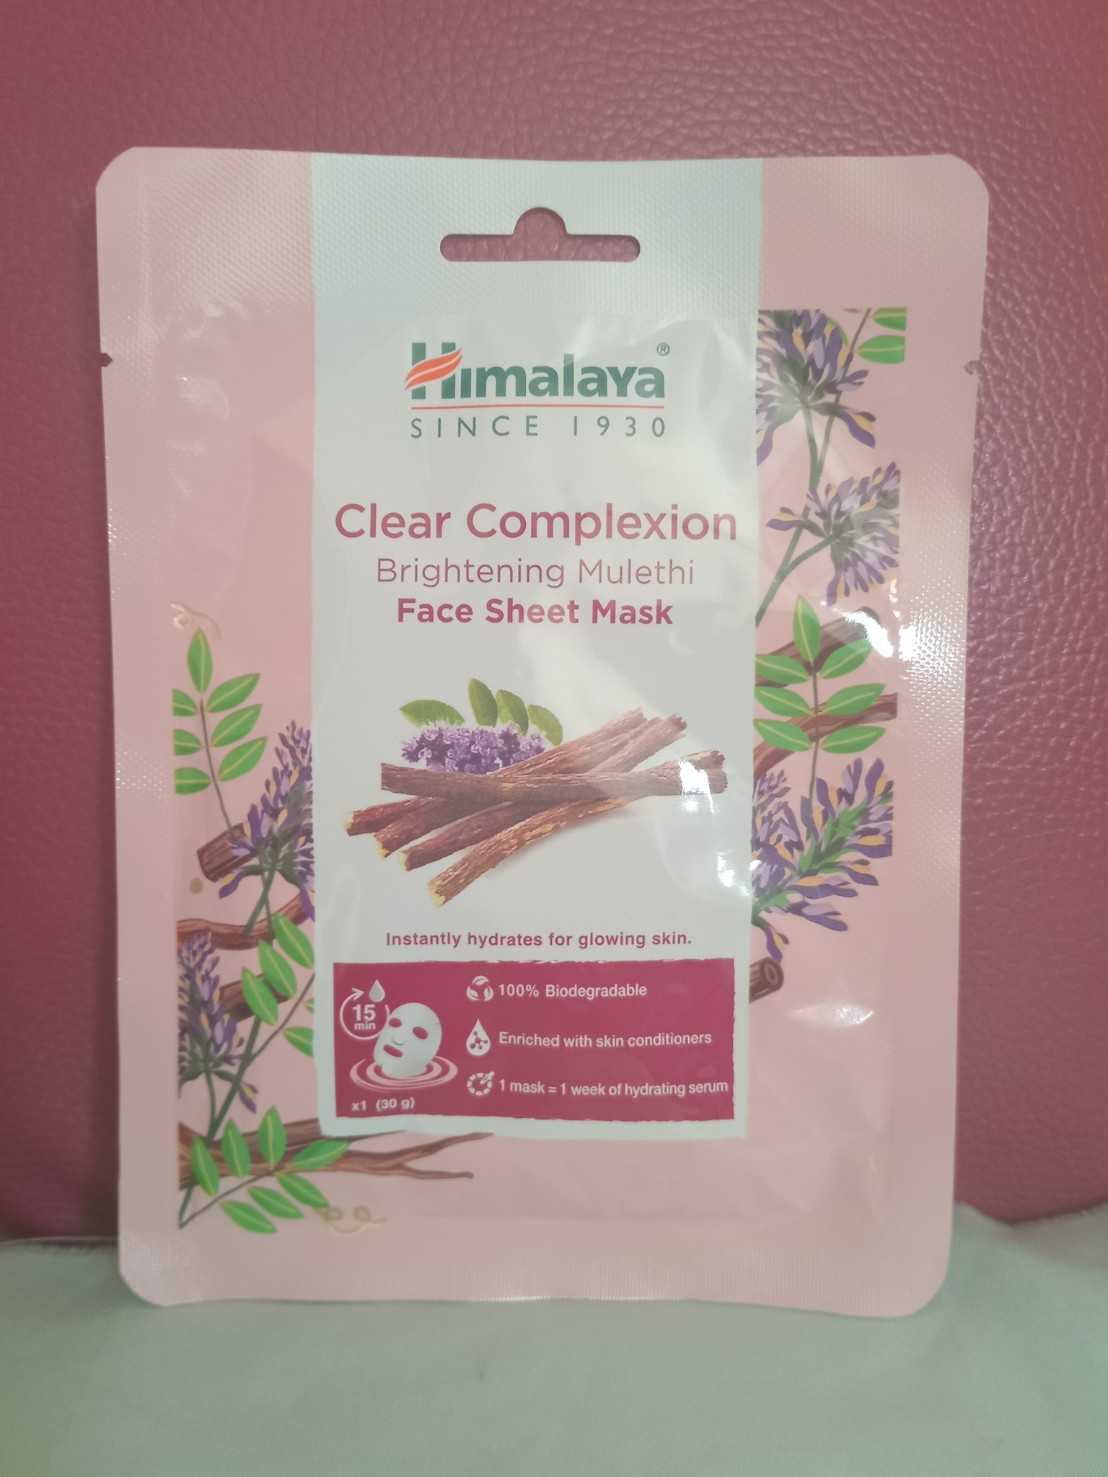 Himalaya®
SINCE 1930
Clear Complexion
Brightening Mulethi
Face Sheet Mask
Instantly hydrates for glowing skin.
15
min
x1 (30 g)
100% Biodegradable
Enriched with skin conditioners
1 mask = 1 week of hydrating serum